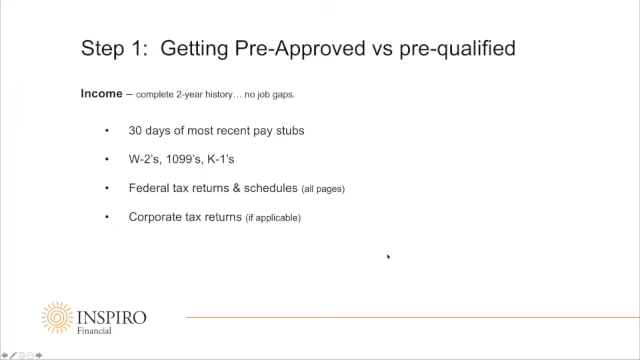 Step 1:  Getting Pre-Approved vs pre-qualified
Income – complete 2-year history… no job gaps.
• 30 days of most recent pay stubs
• W-2's, 1099's, K-1's
• Federal tax returns & schedules (all pages)
• Corporate tax returns (if applicable)
INSPIRO
Financial